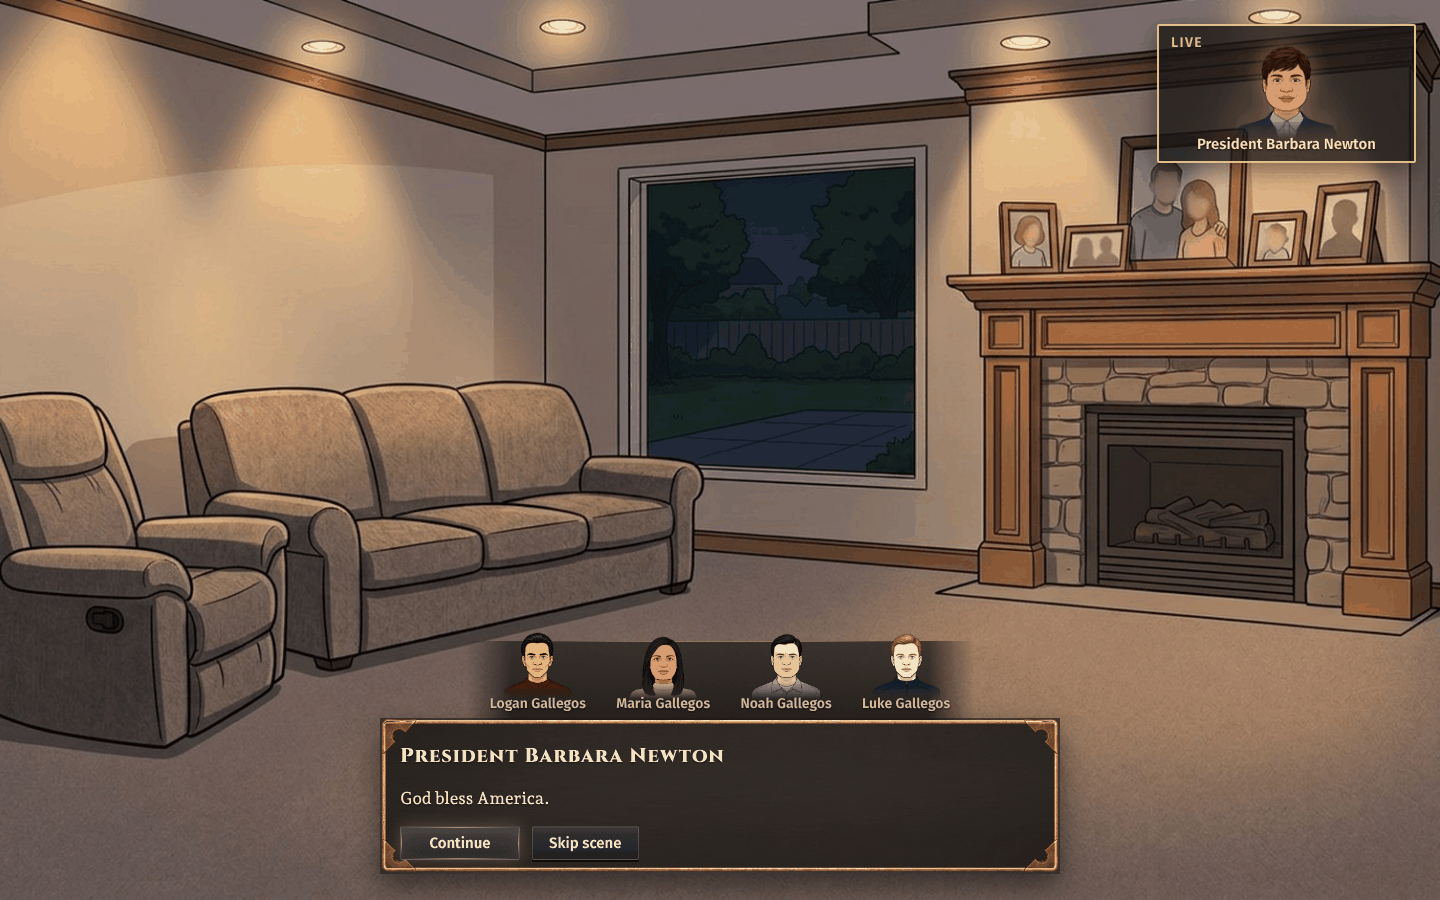 LIVE
President Barbara Newton
Logan Gallegos
Maria Gallegos
Noah Gallegos
Luke Gallegos
President Barbara Newton
God bless America.
Continue
Skip scene